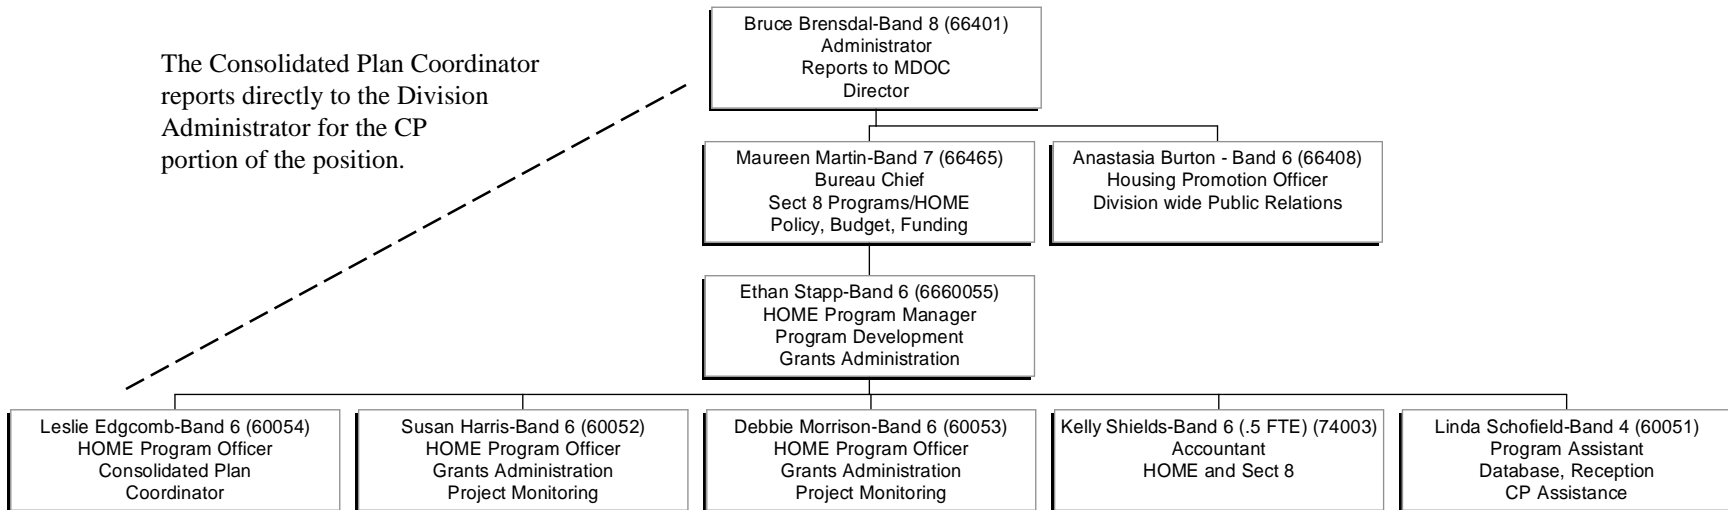 Bruce Brensdal-Band 8 (66401)
Administrator
Reports to MDOC
Director
The Consolidated Plan Coordinator
reports directly to the Division
Administrator for the CP
portion of the position.
Maureen Martin-Band 7 (66465)
Bureau Chief
Sect 8 Programs/HOME
Policy, Budget, Funding
Anastasia Burton - Band 6 (66408)
Housing Promotion Officer
Division wide Public Relations
Ethan Stapp-Band 6 (6660055)
HOME Program Manager
Program Development
Grants Administration
Leslie Edgcomb-Band 6 (60054)
HOME Program Officer
Consolidated Plan
Coordinator
Susan Harris-Band 6 (60052)
HOME Program Officer
Grants Administration
Project Monitoring
Debbie Morrison-Band 6 (60053)
HOME Program Officer
Grants Administration
Project Monitoring
Kelly Shields-Band 6 (.5 FTE) (74003)
Accountant
HOME and Sect 8
Linda Schofield-Band 4 (60051)
Program Assistant
Database, Reception
CP Assistance